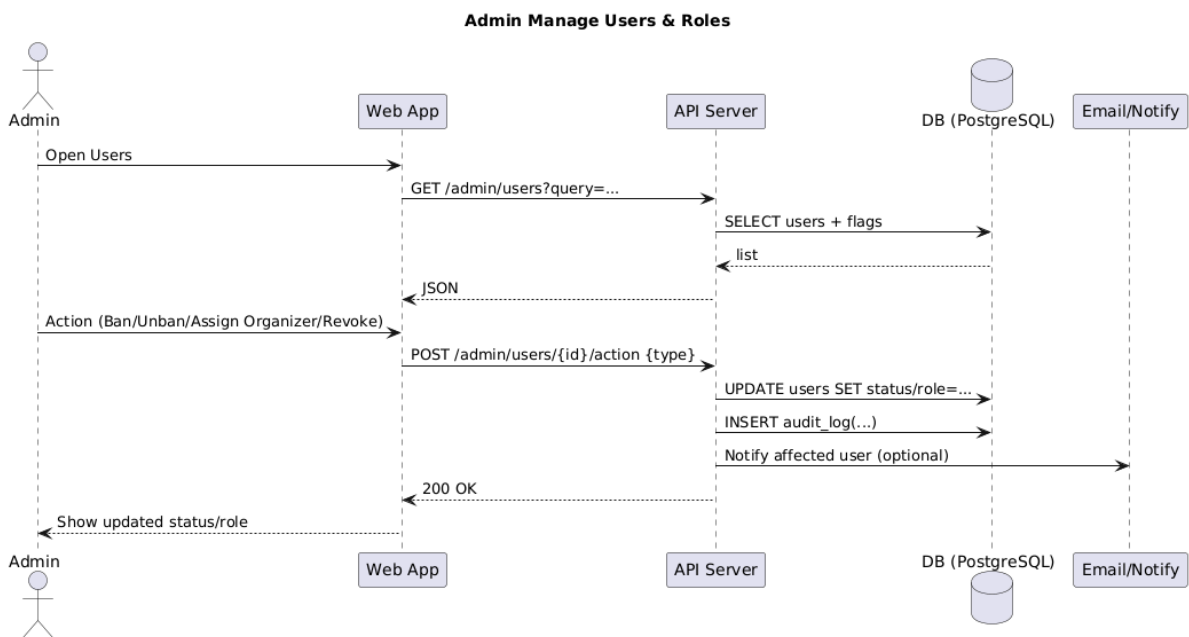 Admin Manage Users & Roles
Admin
Web App
API Server
DB (PostgreSQL)
Email/Notify
Open Users
GET /admin/users?query=...
SELECT users + flags
list
JSON
Action (Ban/Unban/Assign Organizer/Revoke)
POST /admin/users/{id}/action {type}
UPDATE users SET status/role=...
INSERT audit_log(...)
Notify affected user (optional)
200 OK
Show updated status/role
Admin
Web App
API Server
DB (PostgreSQL)
Email/Notify